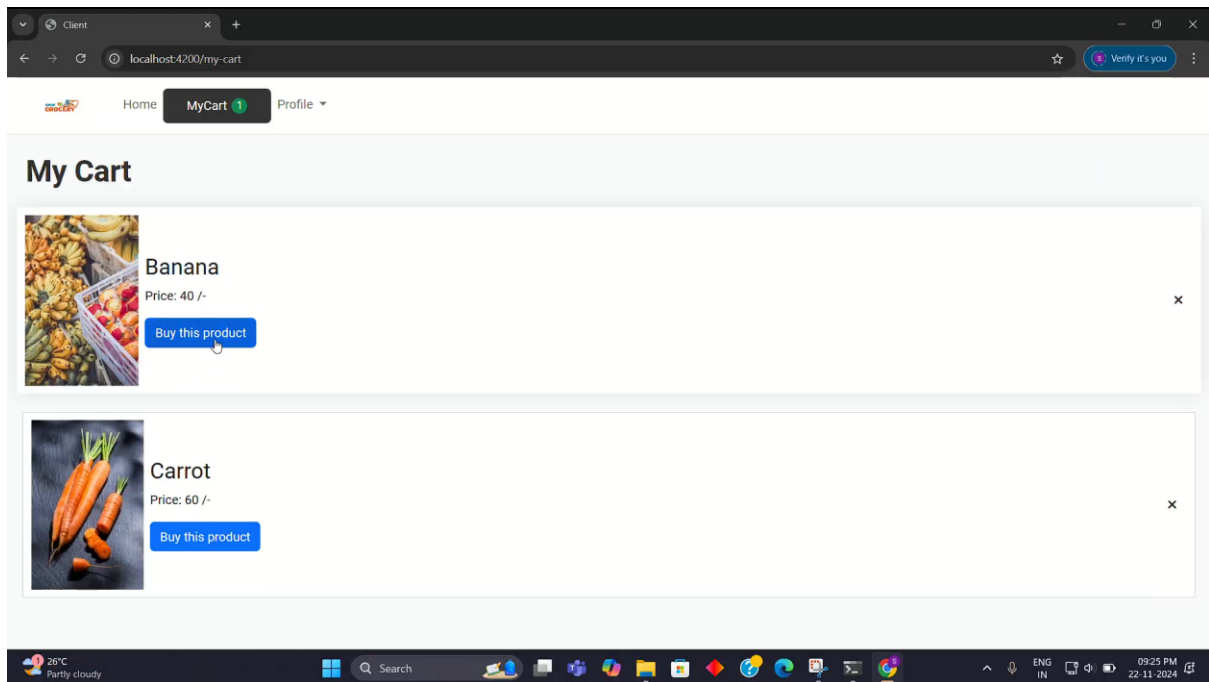 Client
localhost:4200/my-cart
Verify it's you
GROCERY
Home
MyCart 1
Profile
My Cart
Banana
Price: 40 /-
Buy this product
Carrot
Price: 60 /-
Buy this product
1
26°C
Partly cloudy
Search
ENG
IN
09:25 PM
22-11-2024